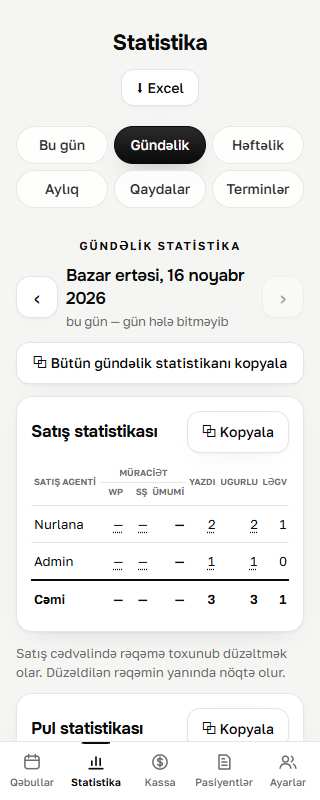 Statistika
⭳ Excel
Bu gün
Gündəlik
Həftəlik
Aylıq
Qaydalar
Terminlər
GÜNDƏLİK STATİSTİKA
‹
Bazar ertəsi, 16 noyabr
2026
›
bu gün — gün hələ bitməyib
Bütün gündəlik statistikanı kopyala
Satış statistikası
Kopyala
SATIŞ AGENTİ MÜRACİƏT YAZDI UGURLU LƏGV
WP SŞ ÜMUMİ
Nurlana — — — 2 2 1
Admin — — — 1 1 0
Cəmi — — — 3 3 1
Satış cədvəlində rəqəmə toxunub düzəltmək
olar. Düzəldilən rəqəmin yanında nöqtə olur.
Pul statistikası
Kopyala
Qəbullar
Statistika
Kassa
Pasiyentlər
Ayarlar